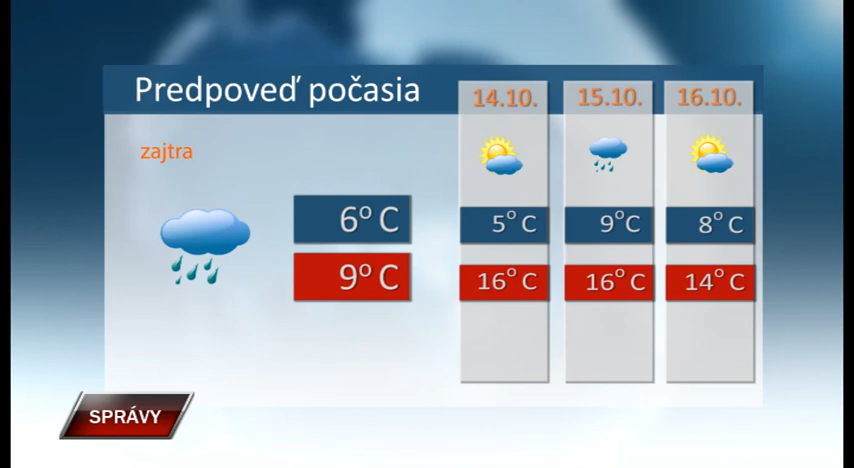 Predpoveď počasia
14.10. 15.10. 16.10.
zajtra
6° C 5° C 9°C 8° C
9° C 16° C 16° C 14° C
SPRÁVY